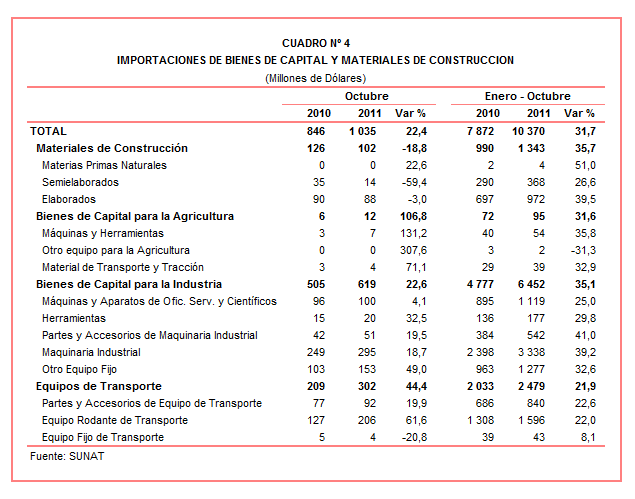 CUADRO Nº 4
IMPORTACIONES DE BIENES DE CAPITAL Y MATERIALES DE CONSTRUCCION
(Millones de Dólares)
Octubre Enero - Octubre
2010 2011 Var % 2010 2011 Var %
TOTAL 846 1 035 22,4 7 872 10 370 31,7
Materiales de Construcción 126 102 -18,8 990 1 343 35,7
Materias Primas Naturales 0 0 22,6 2 4 51,0
Semielaborados 35 14 -59,4 290 368 26,6
Elaborados 90 88 -3,0 697 972 39,5
Bienes de Capital para la Agricultura 6 12 106,8 72 95 31,6
Máquinas y Herramientas 3 7 131,2 40 54 35,8
Otro equipo para la Agricultura 0 0 307,6 3 2 -31,3
Material de Transporte y Tracción 3 4 71,1 29 39 32,9
Bienes de Capital para la Industria 505 619 22,6 4 777 6 452 35,1
Máquinas y Aparatos de Ofic. Serv. y Científicos 96 100 4,1 895 1 119 25,0
Herramientas 15 20 32,5 136 177 29,8
Partes y Accesorios de Maquinaria Industrial 42 51 19,5 384 542 41,0
Maquinaria Industrial 249 295 18,7 2 398 3 338 39,2
Otro Equipo Fijo 103 153 49,0 963 1 277 32,6
Equipos de Transporte 209 302 44,4 2 033 2 479 21,9
Partes y Accesorios de Equipo de Transporte 77 92 19,9 686 840 22,6
Equipo Rodante de Transporte 127 206 61,6 1 308 1 596 22,0
Equipo Fijo de Transporte 5 4 -20,8 39 43 8,1
Fuente: SUNAT